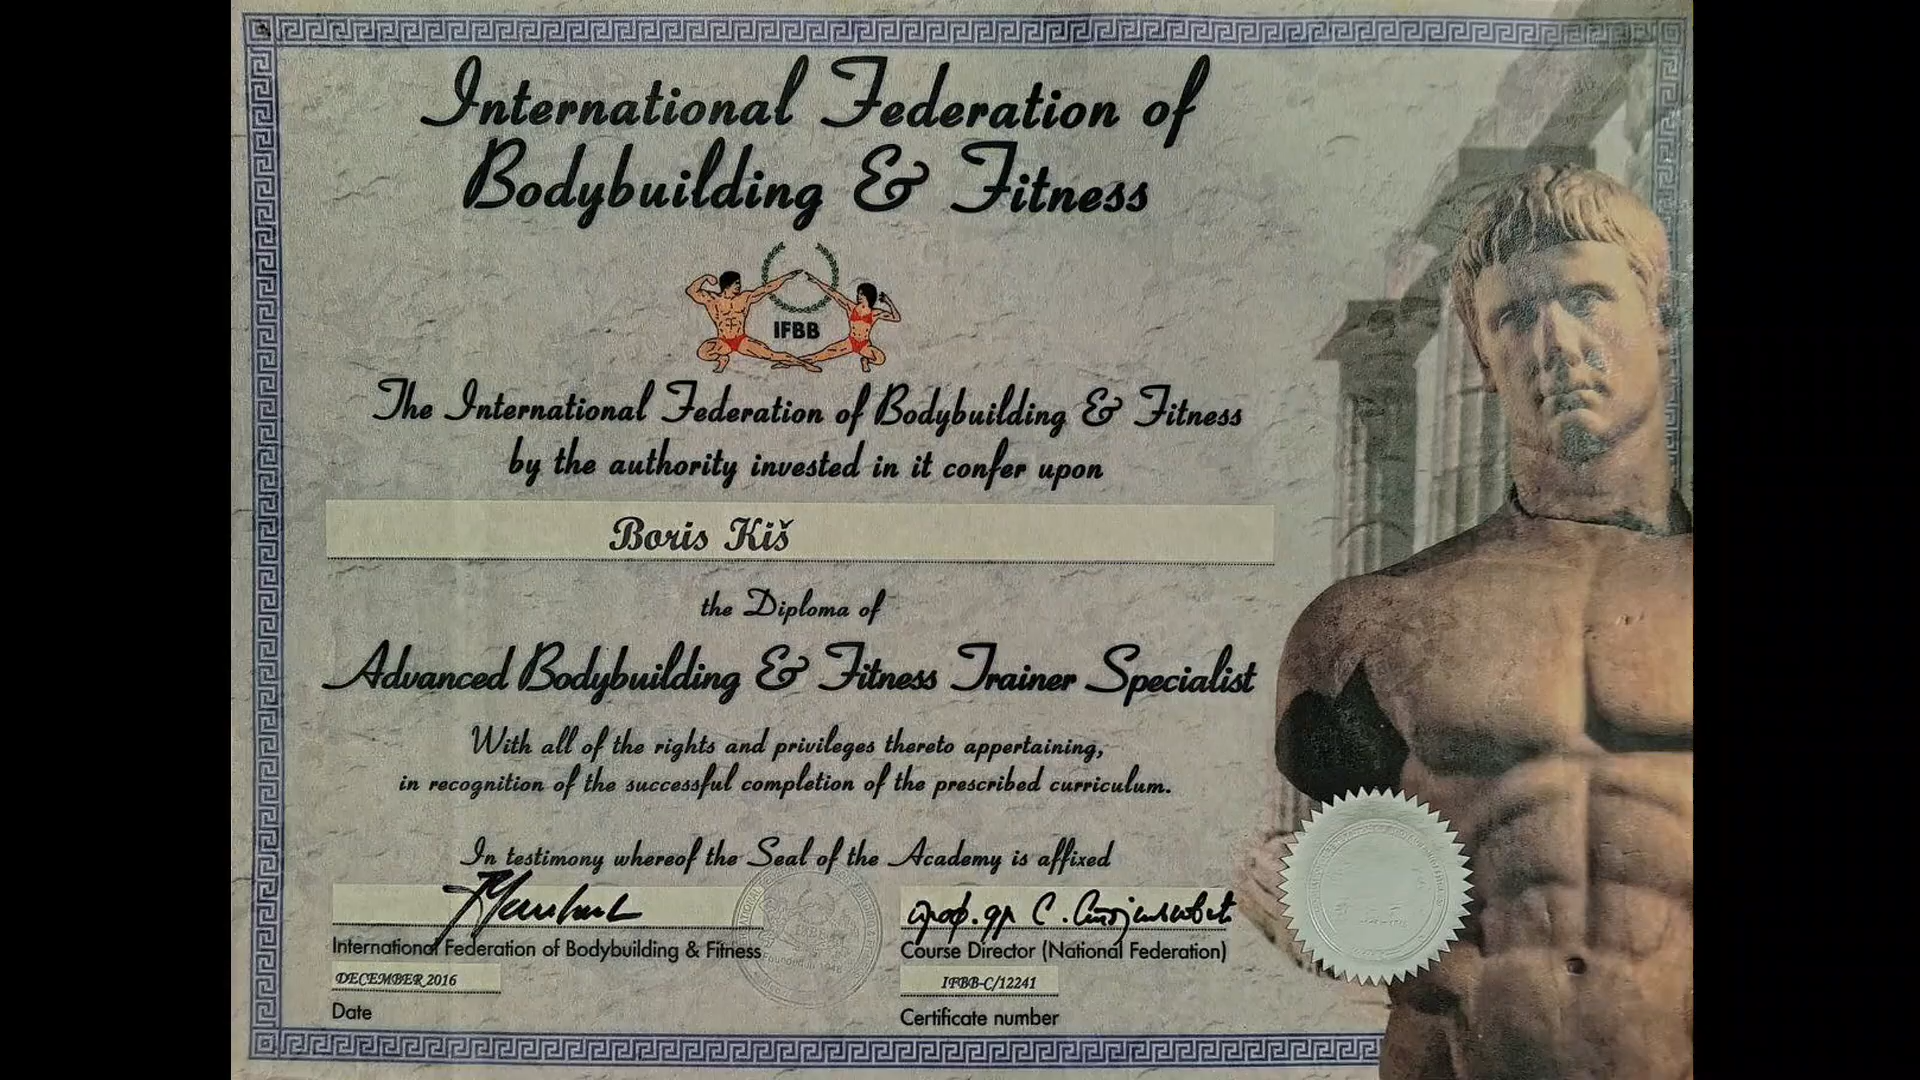 International Federation of
Bodybuilding & Fitness
IFBB
The International Federation of Bodybuilding & Fitness
by the authority invested in it confer upon
Boris Kiš
the Diploma of
Advanced Bodybuilding & Fitness Trainer Specialist
With all of the rights and privileges thereto appertaining,
in recognition of the successful completion of the prescribed curriculum.
In testimony whereof the Seal of the Academy is affixed
проф. др С.
International Federation of Bodybuilding & Fitness
Course Director (National Federation)
DECEMBER 2016
IFBB-C/12241
Date
Certificate number